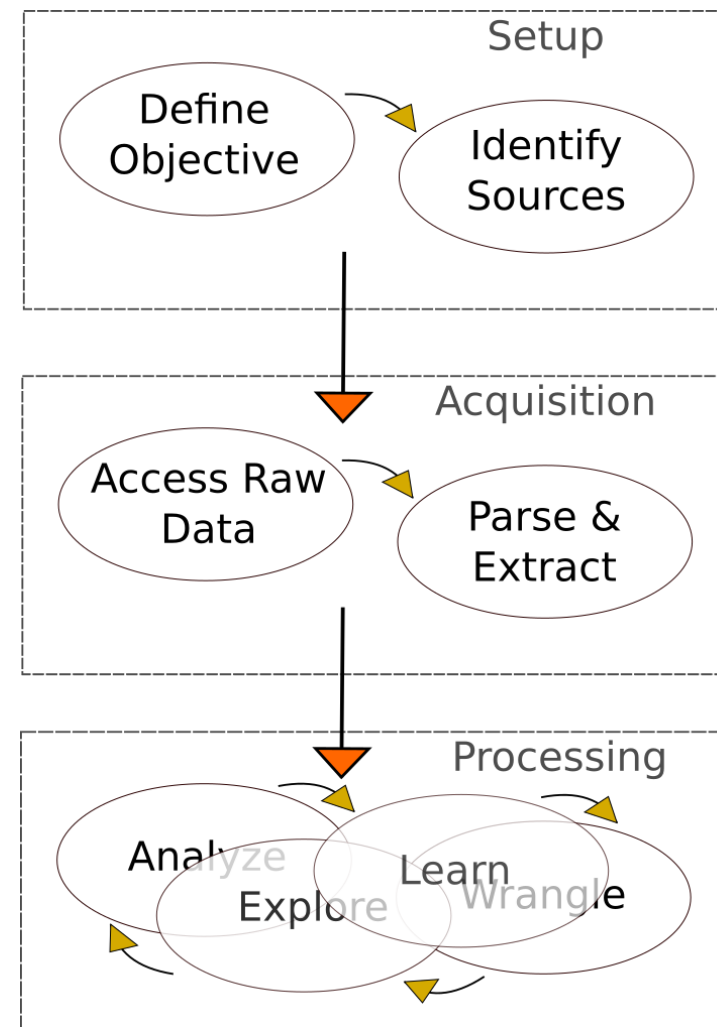 Setup
Define
Objective
Identify
Sources
Acquisition
Access Raw
Data
Parse &
Extract
Processing
Analyze
Learn
Explore
Wrangle